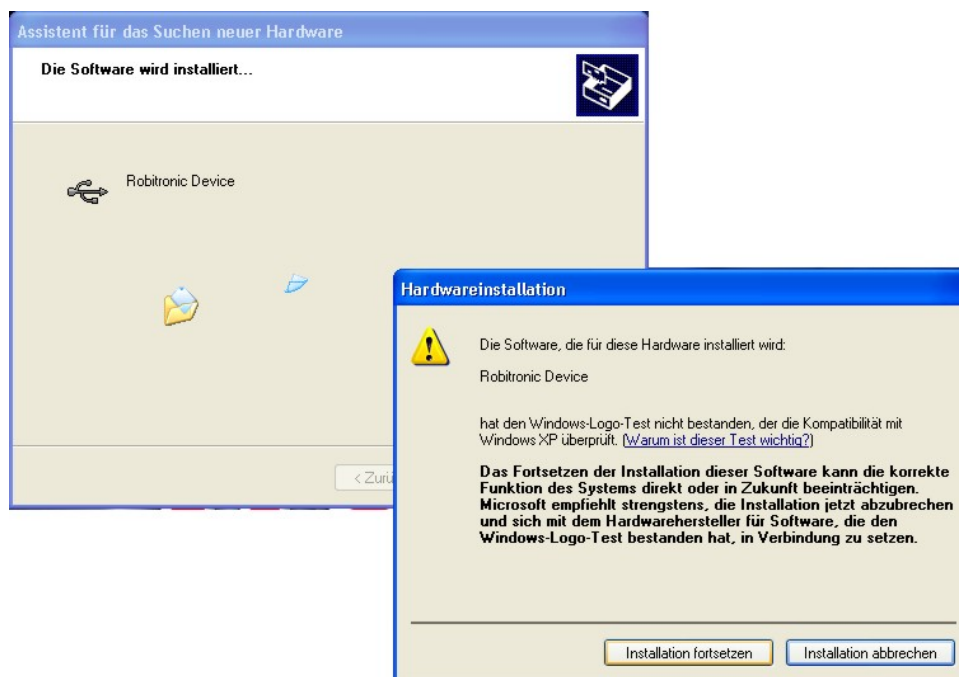 Assistent für das Suchen neuer Hardware
Die Software wird installiert...
Robitronic Device
Hardwareinstallation
Die Software, die für diese Hardware installiert wird:
Robitronic Device
hat den Windows-Logo-Test nicht bestanden, der die Kompatibilität mit
Windows XP überprüft. (Warum ist dieser Test wichtig?)
Das Fortsetzen der Installation dieser Software kann die korrekte
Funktion des Systems direkt oder in Zukunft beeinträchtigen.
Microsoft empfiehlt strengstens, die Installation jetzt abzubrechen
und sich mit dem Hardwarehersteller für Software, die den
Windows-Logo-Test bestanden hat, in Verbindung zu setzen.
< Zurü
Installation fortsetzen
Installation abbrechen